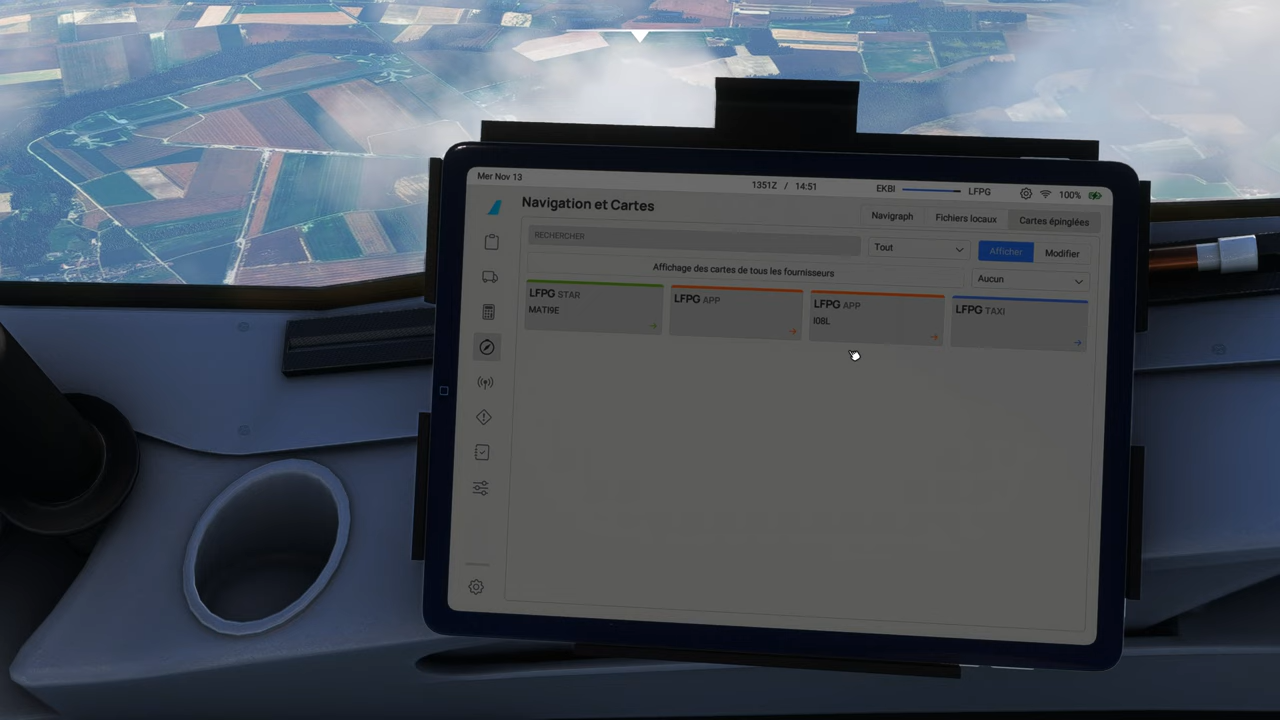 Mer Nov 13
1351Z / 14:51
EKBI LFPG
100%
Navigation et Cartes
Navigraph
Fichiers locaux
Cartes épinglées
RECHERCHER
Tout
Afficher
Modifier
Affichage des cartes de tous les fournisseurs
Aucun
LFPG STAR
MATI9E
LFPG APP
LFPG APP
I08L
LFPG TAXI